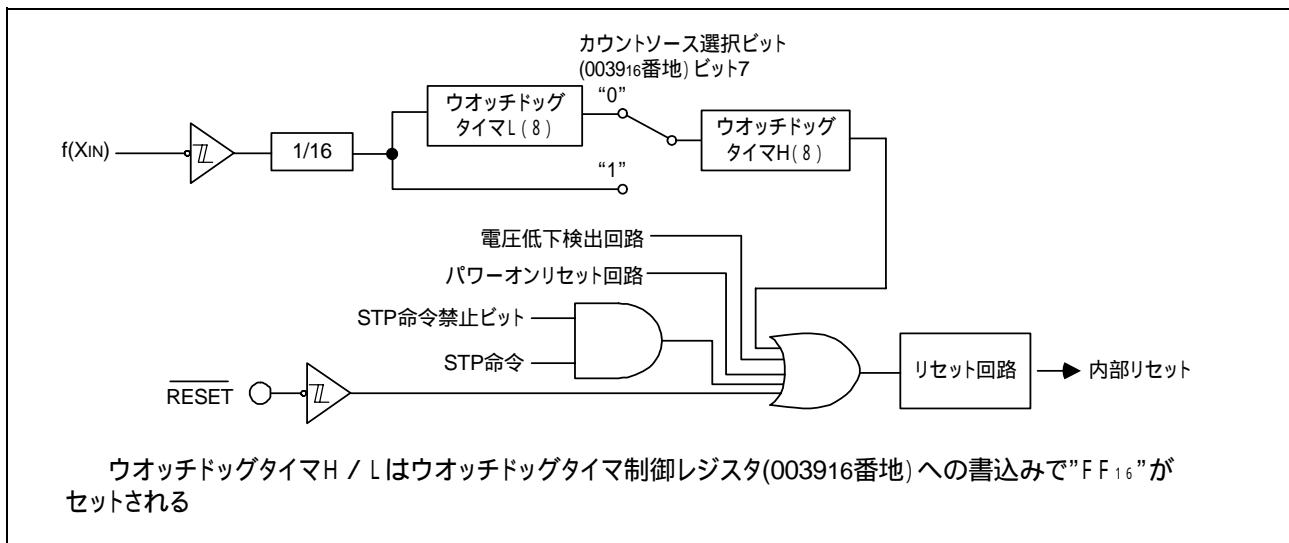 カウントソース選択ビット
(003916番地) ビット7
ウオッチドッグ
タイマL(8)
“0”
ウオッチドッグ
タイマH(8)
f(XIN)
1/16
“1”
電圧低下検出回路
パワーオンリセット回路
STP命令禁止ビット
STP命令
リセット回路
内部リセット
RESET
ウオッチドッグタイマH / Lはウオッチドッグタイマ制御レジスタ(003916番地) への書込みで”FF16”が
セットされる